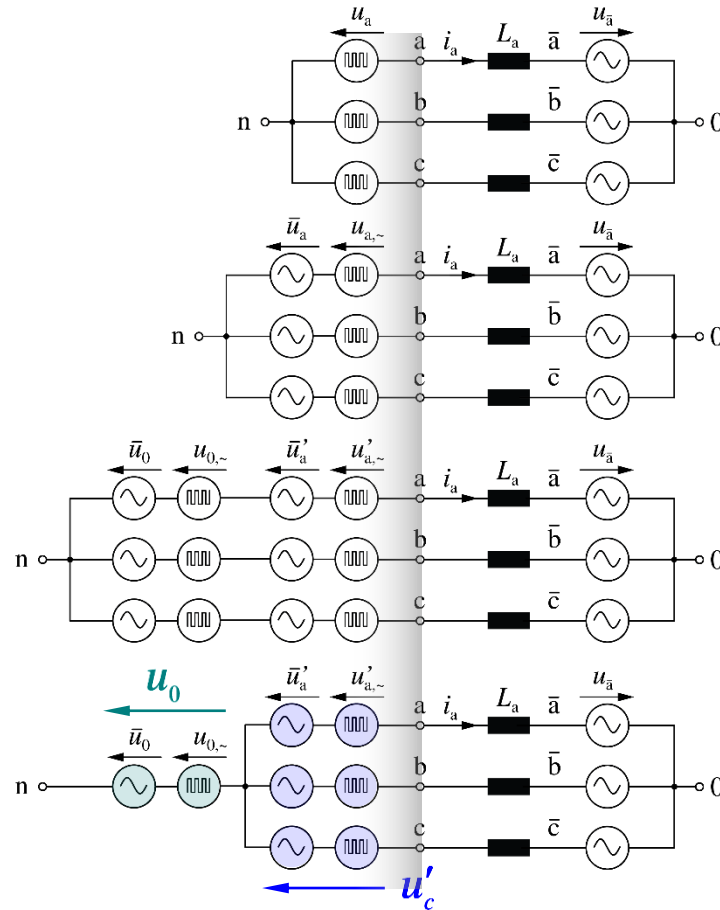 u_a a i_a L_a ā u_ā
b b̄
n 0
c c̄
ū_a u_a,~ a i_a L_a ā u_ā
b b̄
n 0
c c̄
ū_0 u_0,~ ū'_a u'_a,~ a i_a L_a ā u_ā
b b̄
n 0
c c̄
u_0 ū'_a u'_a,~ a i_a L_a ā u_ā
ū_0 u_0,~
b b̄
n 0
c c̄
u'_c